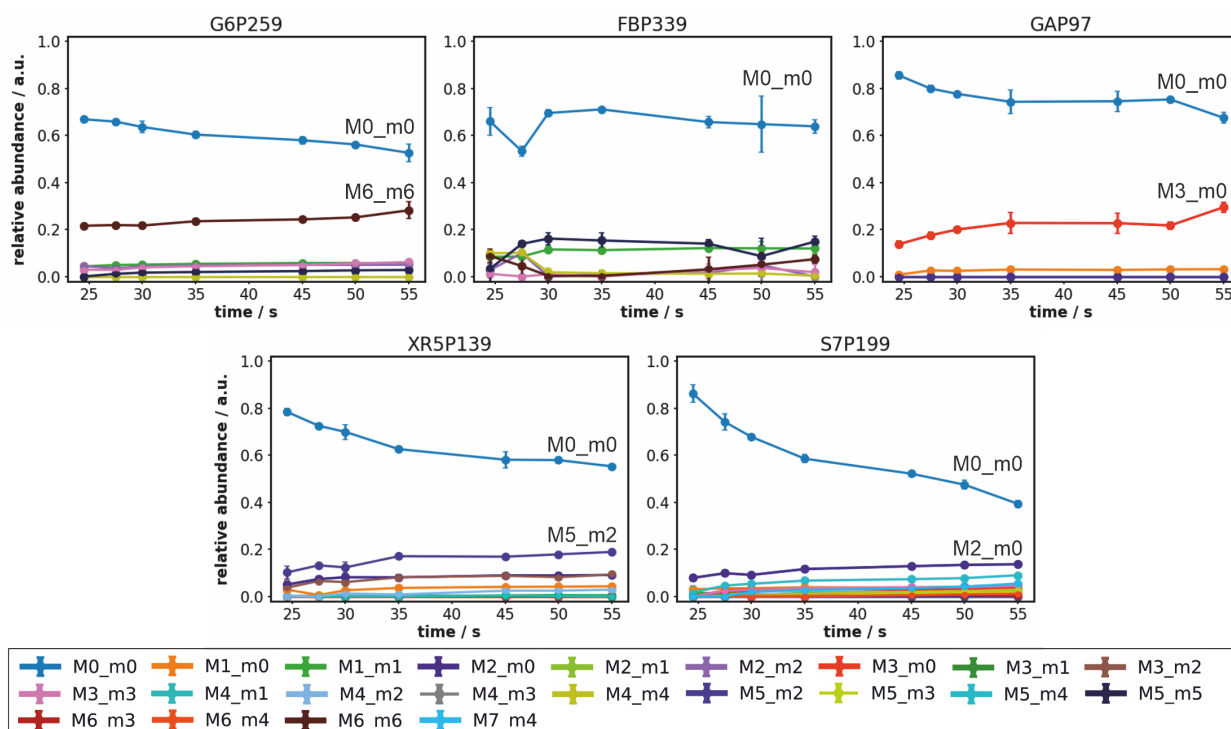 G6P259
FBP339
GAP97
relative abundance / a.u.
1.0
0.8
0.6
0.4
0.2
0.0
M0_m0
M6_m6
25 30 35 40 45 50 55
time / s
1.0
0.8
0.6
0.4
0.2
0.0
M0_m0
25 30 35 40 45 50 55
time / s
1.0
0.8
0.6
0.4
0.2
0.0
M0_m0
M3_m0
25 30 35 40 45 50 55
time / s
XR5P139
S7P199
relative abundance / a.u.
1.0
0.8
0.6
0.4
0.2
0.0
M0_m0
M5_m2
25 30 35 40 45 50 55
time / s
1.0
0.8
0.6
0.4
0.2
0.0
M0_m0
M2_m0
25 30 35 40 45 50 55
time / s
M0_m0 M1_m0 M1_m1 M2_m0 M2_m1 M2_m2 M3_m0 M3_m1 M3_m2
M3_m3 M4_m1 M4_m2 M4_m3 M4_m4 M5_m2 M5_m3 M5_m4 M5_m5
M6_m3 M6_m4 M6_m6 M7_m4